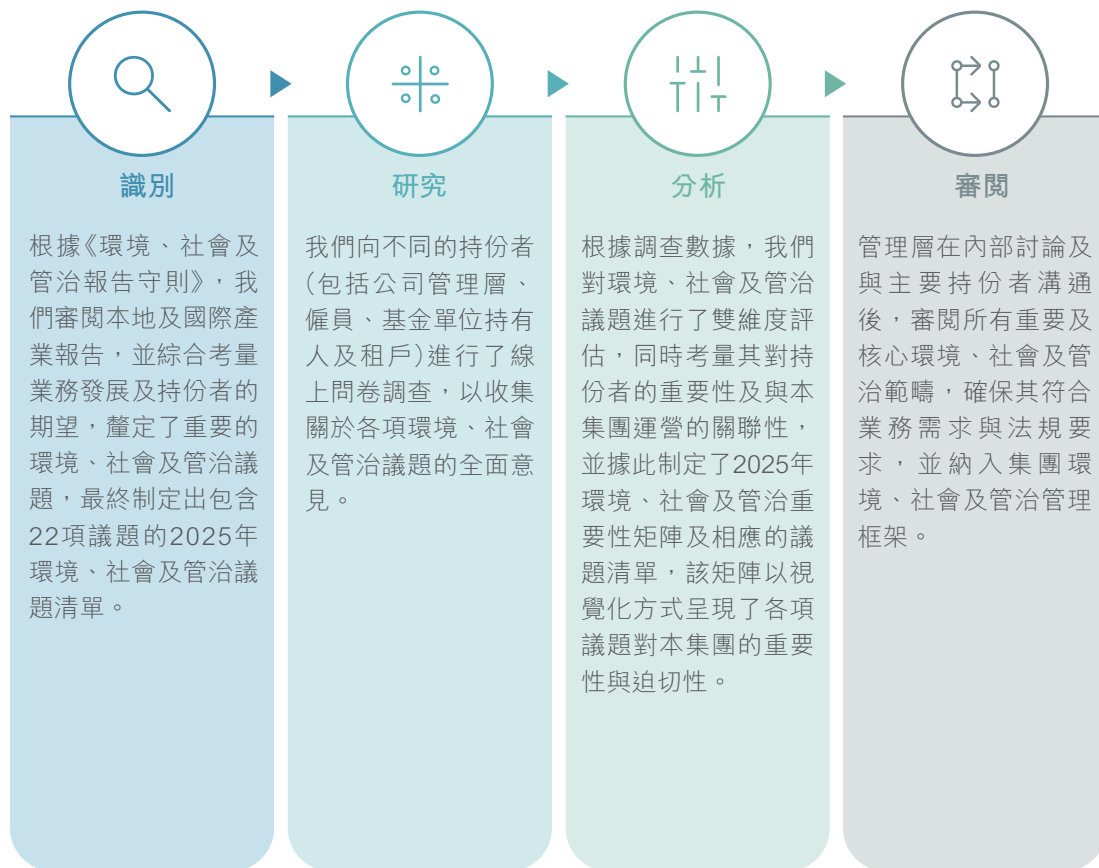 識別
根據《環境、社會及
管治報告守則》，我
們審閱本地及國際產
業報告，並綜合考量
業務發展及持份者的
期望，釐定了重要的
環境、社會及管治議
題，最終制定出包含
22項議題的2025年
環境、社會及管治議
題清單。
研究
我們向不同的持份者
(包括公司管理層、
僱員、基金單位持有
人及租戶)進行了線
上問卷調查，以收集
關於各項環境、社會
及管治議題的全面意
見。
分析
根據調查數據，我們
對環境、社會及管治
議題進行了雙維度評
估，同時考量其對持
份者的重要性及與本
集團運營的關聯性，
並據此制定了2025年
環境、社會及管治重
要性矩陣及相應的議
題清單，該矩陣以視
覺化方式呈現了各項
議題對本集團的重要
性與迫切性。
審閱
管理層在內部討論及
與主要持份者溝通
後，審閱所有重要及
核心環境、社會及管
治範疇，確保其符合
業務需求與法規要
求，並納入集團環
境、社會及管治管理
框架。